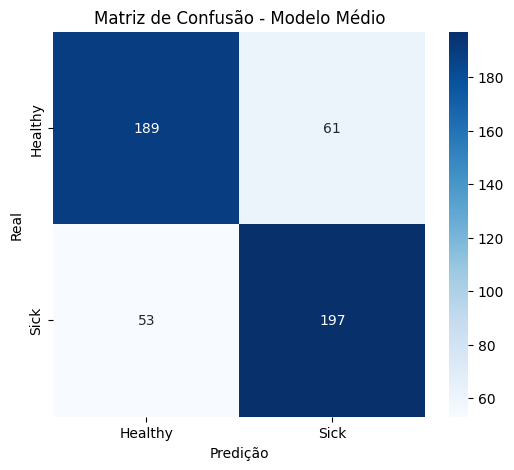 Matriz de Confusão - Modelo Médio
Healthy
189
61
180
160
140
Real
120
Sick
53
197
100
80
60
Healthy
Sick
Predição